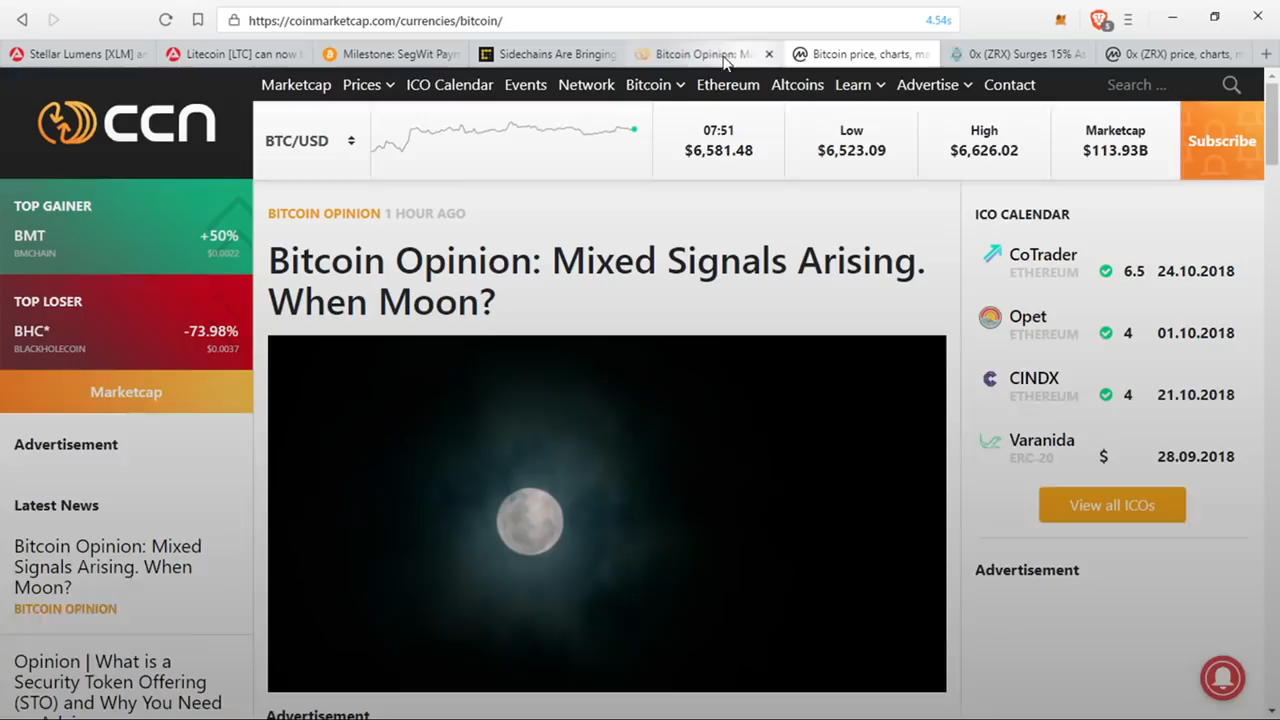 https://coinmarketcap.com/currencies/bitcoin/
4.54s
5
Stellar Lumens [XLM] a
Litecoin [LTC] can now
Milestone: SegWit Paym
Sidechains Are Bringing
Bitcoin Opinion: M
Bitcoin price, charts, ma
0x (ZRX) Surges 15% As
0x (ZRX) price, charts, m
Marketcap
Prices
ICO Calendar
Events
Network
Bitcoin
Ethereum
Altcoins
Learn
Advertise
Contact
Search ...
ccn
BTC/USD
07:51
$6,581.48
Low
$6,523.09
High
$6,626.02
Marketcap
$113.93B
Subscribe
TOP GAINER
BMT +50%
BMCHAIN $0.0022
TOP LOSER
BHC* -73.98%
BLACKHOLECOIN $0.0037
Marketcap
Advertisement
Latest News
Bitcoin Opinion: Mixed
Signals Arising. When
Moon?
BITCOIN OPINION
Opinion | What is a
Security Token Offering
(STO) and Why You Need
BITCOIN OPINION 1 HOUR AGO
Bitcoin Opinion: Mixed Signals Arising.
When Moon?
Advertisement
ICO CALENDAR
CoTrader
ETHEREUM
6.5 24.10.2018
Opet
ETHEREUM
4 01.10.2018
CINDX
ETHEREUM
4 21.10.2018
Varanida
ERC-20
$ 28.09.2018
View all ICOs
Advertisement